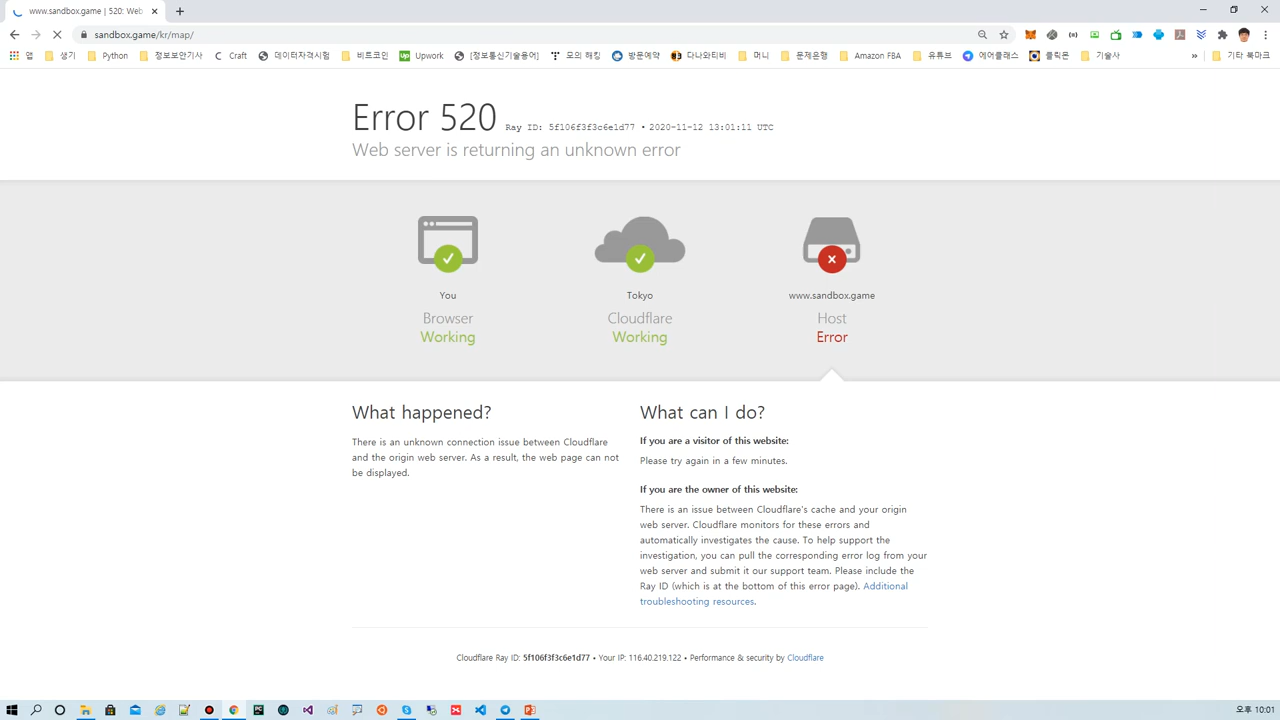 www.sandbox.game | 520: Web
sandbox.game/kr/map/
앱 생기 Python 정보보안기사 Craft 데이터자격시험 비트코인 Upwork [정보통신기술용어] 모의 해킹 방문예약 다나와티비 머니 문제은행 Amazon FBA 유튜브 에어클래스 클릭몬 기술사 » 기타 북마크
Error 520 Ray ID: 5f106f3f3c6e1d77 • 2020-11-12 13:01:11 UTC
Web server is returning an unknown error
You Tokyo www.sandbox.game
Browser Cloudflare Host
Working Working Error
What happened?
There is an unknown connection issue between Cloudflare
and the origin web server. As a result, the web page can not
be displayed.
What can I do?
If you are a visitor of this website:
Please try again in a few minutes.
If you are the owner of this website:
There is an issue between Cloudflare's cache and your origin
web server. Cloudflare monitors for these errors and
automatically investigates the cause. To help support the
investigation, you can pull the corresponding error log from your
web server and submit it our support team. Please include the
Ray ID (which is at the bottom of this error page). Additional
troubleshooting resources.
Cloudflare Ray ID: 5f106f3f3c6e1d77 • Your IP: 116.40.219.122 • Performance & security by Cloudflare
오후 10:01